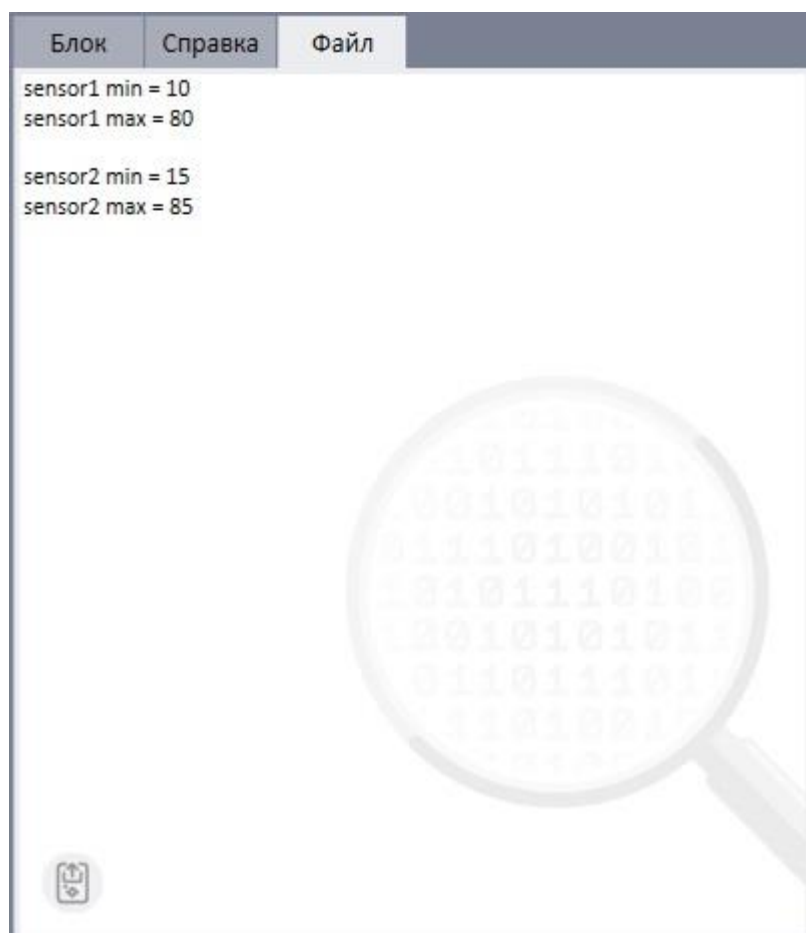 Блок Справка Файл
sensor1 min = 10
sensor1 max = 80

sensor2 min = 15
sensor2 max = 85